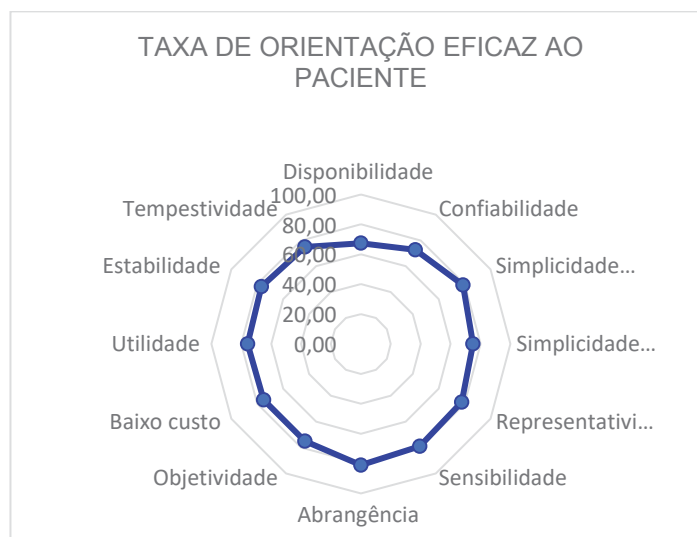 TAXA DE ORIENTAÇÃO EFICAZ AO
PACIENTE
Disponibilidade
100,00
80,00
60,00
40,00
20,00
0,00
Confiabilidade
Simplicidade...
Simplicidade...
Representativi...
Sensibilidade
Abrangência
Objetividade
Baixo custo
Utilidade
Estabilidade
Tempestividade